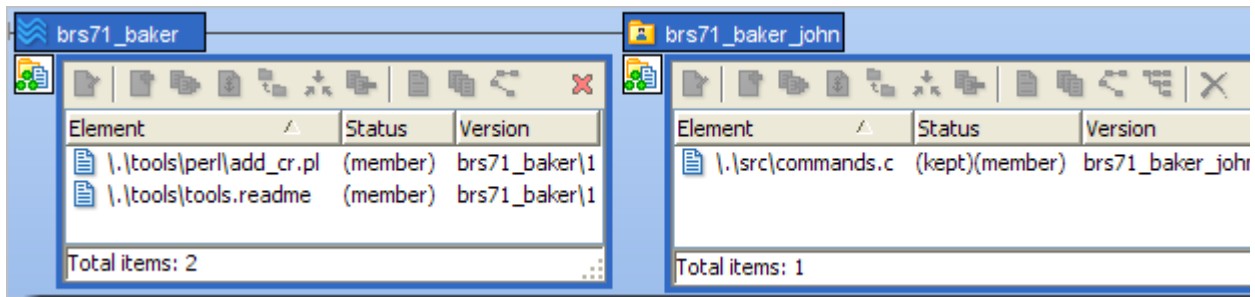 brs71_baker
Element Status Version
\.\tools\perl\add_cr.pl (member) brs71_baker\1
\.\tools\tools.readme (member) brs71_baker\1
Total items: 2
brs71_baker_john
Element Status Version
\.\src\commands.c (kept)(member) brs71_baker_john
Total items: 1